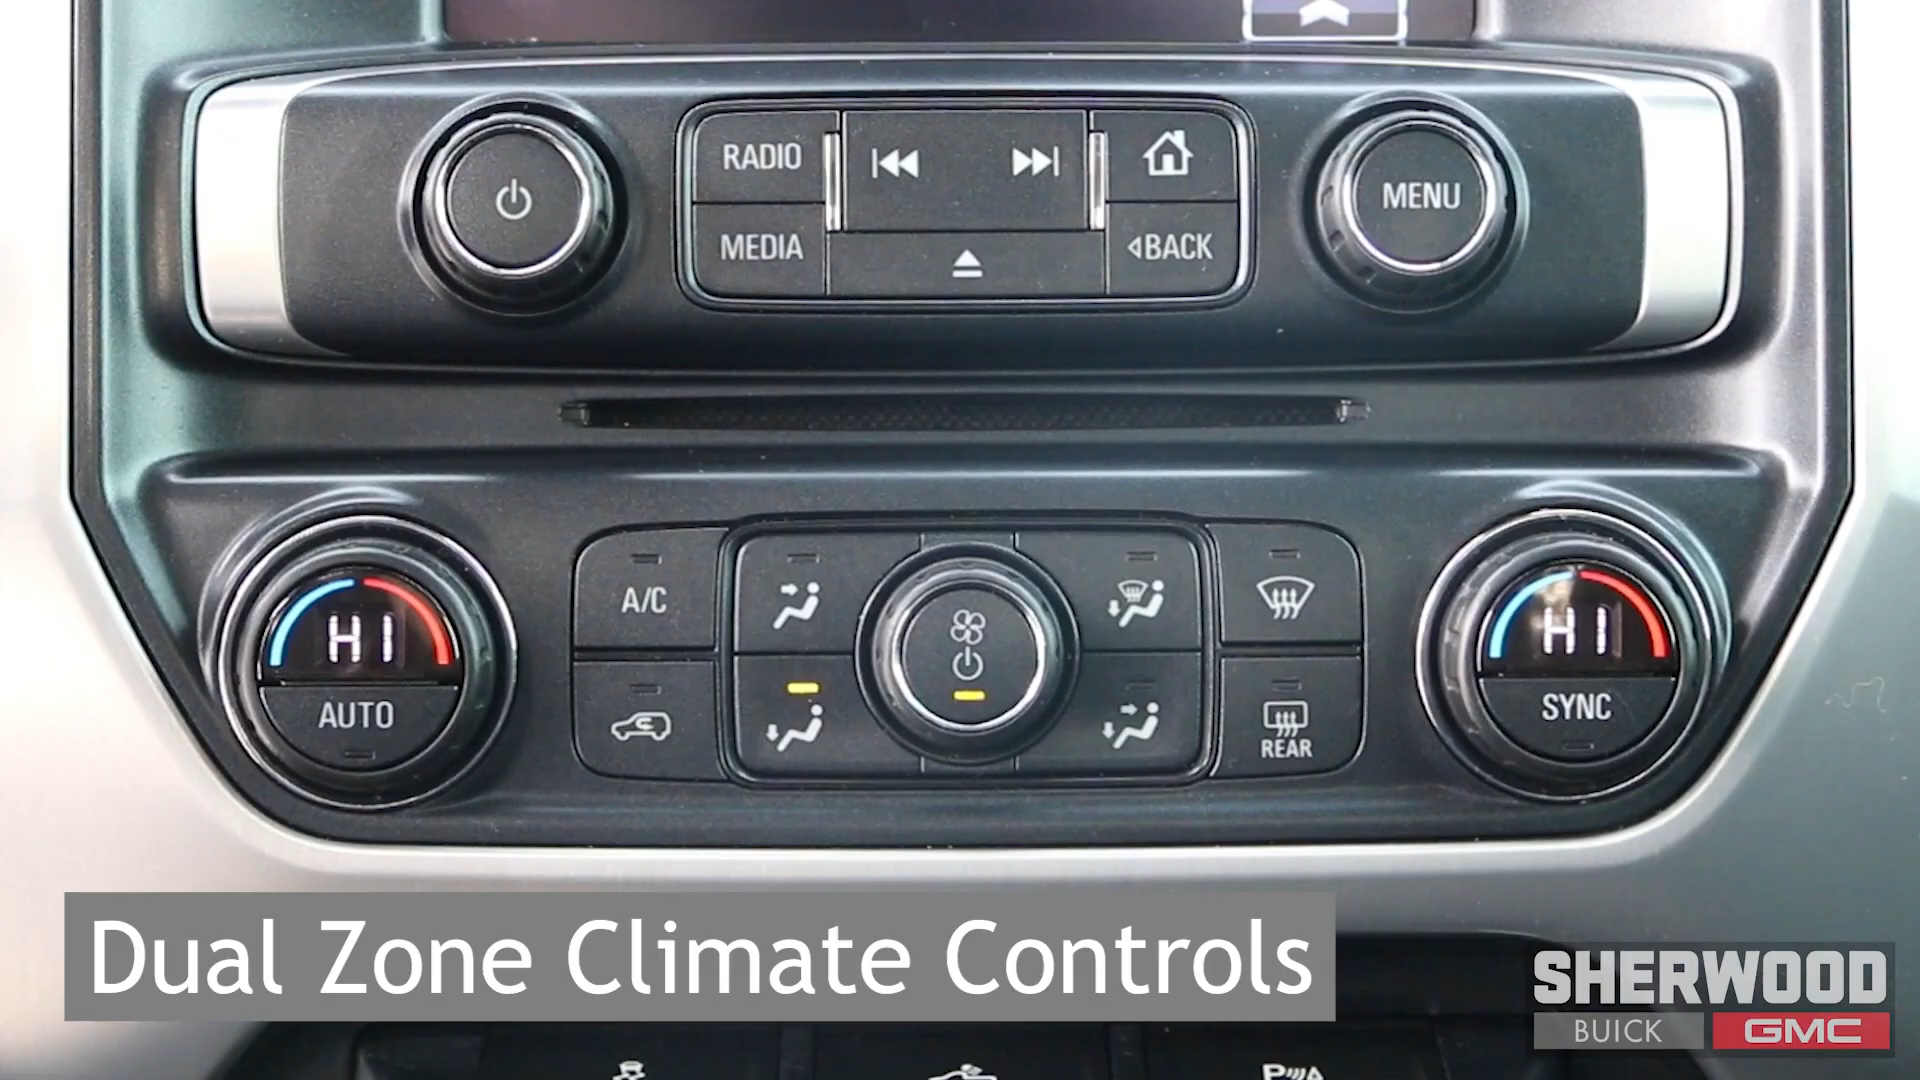 RADIO
MEDIA
BACK
MENU
HI
AUTO
A/C
REAR
HI
SYNC
Dual Zone Climate Controls
SHERWOOD
BUICK GMC
P